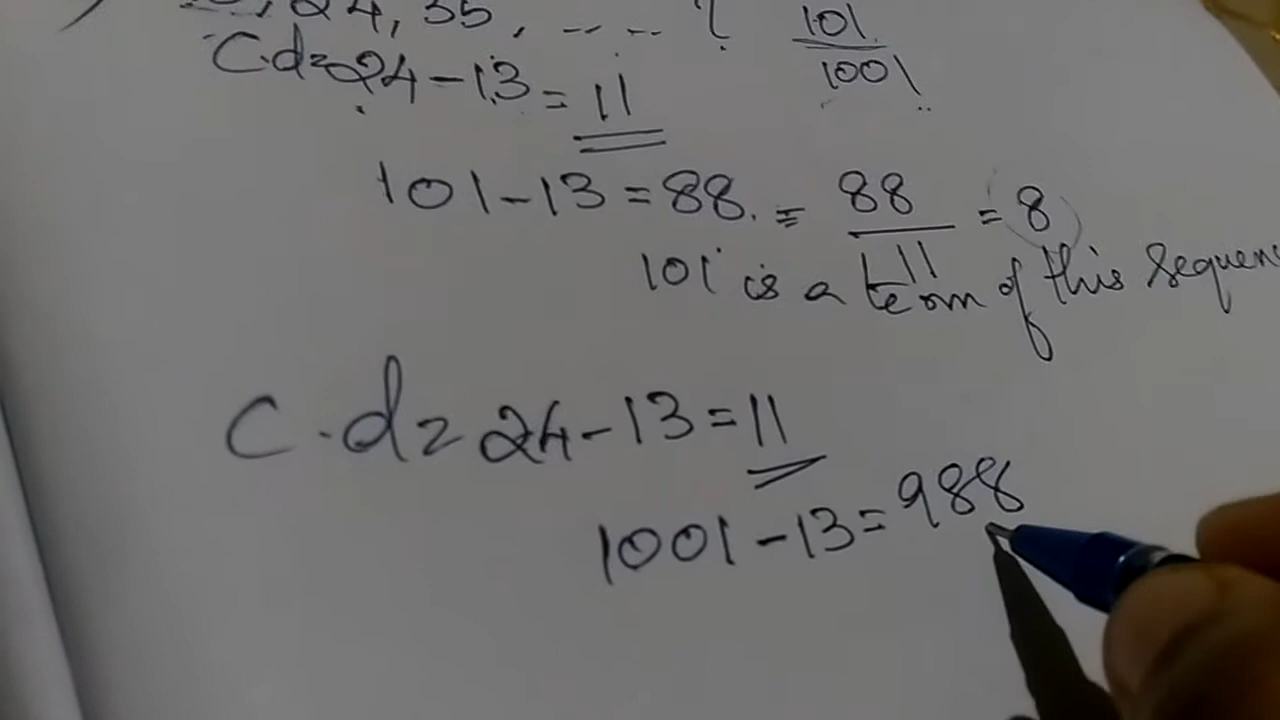 , 24, 35, ---- ? 101
1001
C.d= 24-13 = 11
101-13 = 88. = 88 = 8
11
101 is a term of this Sequen
C.d= 24-13=11
1001-13=988